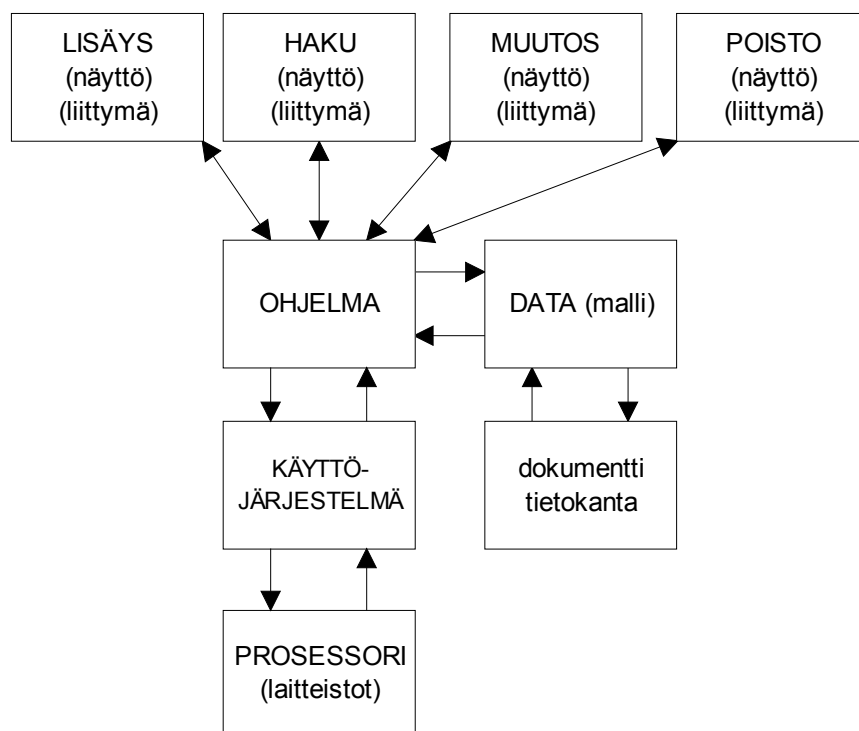 LISÄYS
(näyttö)
(liittymä)
HAKU
(näyttö)
(liittymä)
MUUTOS
(näyttö)
(liittymä)
POISTO
(näyttö)
(liittymä)
OHJELMA
DATA (malli)
KÄYTTÖ-
JÄRJESTELMÄ
dokumentti
tietokanta
PROSESSORI
(laitteistot)